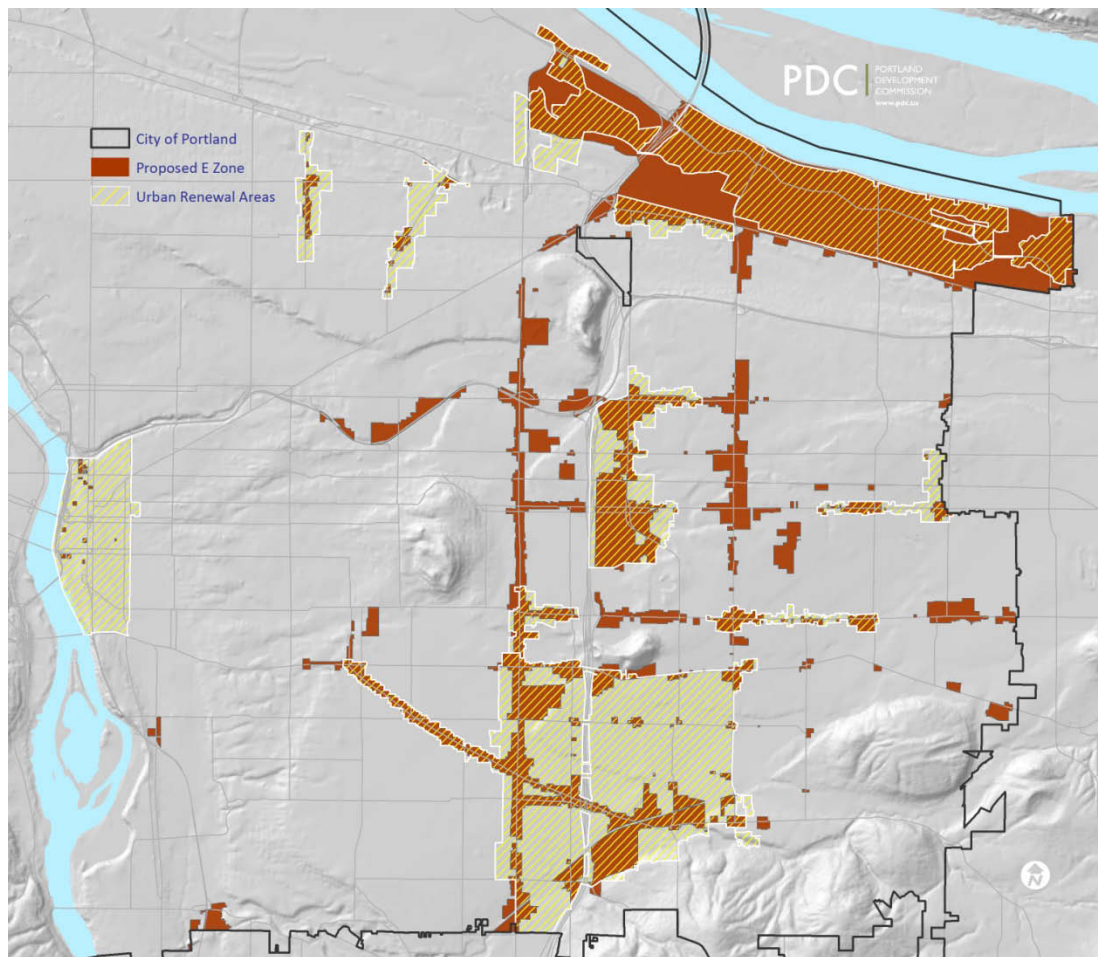 PDC
PORTLAND
DEVELOPMENT
COMMISSION
www.pdc.us
City of Portland
Proposed E Zone
Urban Renewal Areas
N